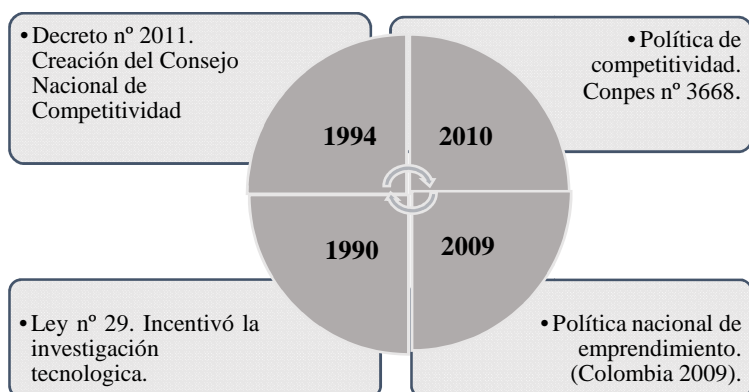 • Decreto nº 2011.
Creación del Consejo
Nacional de
Competitividad
• Política de
competitividad.
Conpes nº 3668.
1994
2010
1990
2009
• Ley nº 29. Incentivó la
investigación
tecnologica.
• Política nacional de
emprendimiento.
(Colombia 2009).